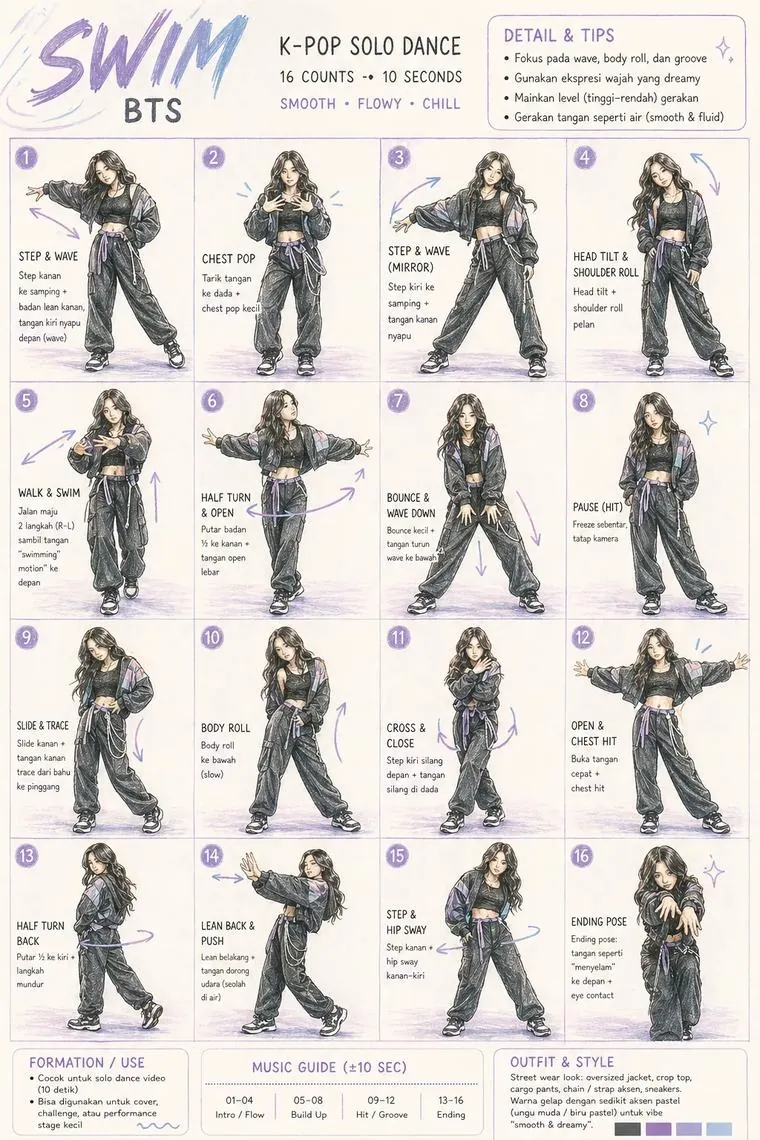 SWIM
BTS
K-POP SOLO DANCE
16 COUNTS -• 10 SECONDS
SMOOTH • FLOWY • CHILL
DETAIL & TIPS
• Fokus pada wave, body roll, dan groove
• Gunakan ekspresi wajah yang dreamy
• Mainkan level (tinggi-rendah) gerakan
• Gerakan tangan seperti air (smooth & fluid)
1
STEP & WAVE
Step kanan
ke samping +
badan lean kanan,
tangan kiri nyapu
depan (wave)
2
CHEST POP
Tarik tangan
ke dada +
chest pop kecil
3
STEP & WAVE
(MIRROR)
Step kiri ke
samping +
tangan kanan
nyapu
4
HEAD TILT &
SHOULDER ROLL
Head tilt +
shoulder roll
pelan
5
WALK & SWIM
Jalan maju
2 langkah (R-L)
sambil tangan
"swimming"
motion" ke
depan
6
HALF TURN
& OPEN
Putar badan
½ ke kanan +
tangan open
lebar
7
BOUNCE &
WAVE DOWN
Bounce kecil +
tangan turun
wave ke bawah
8
PAUSE (HIT)
Freeze sebentar,
tatap kamera
9
SLIDE & TRACE
Slide kanan +
tangan kanan
trace dari bahu
ke pinggang
10
BODY ROLL
Body roll
ke bawah
(slow)
11
CROSS &
CLOSE
Step kiri silang
depan + tangan
silang di dada
12
OPEN &
CHEST HIT
Buka tangan
cepat +
chest hit
13
HALF TURN
BACK
Putar ½ ke kiri +
langkah
mundur
14
LEAN BACK &
PUSH
Lean belakang +
tangan dorong
udara (seolah
di air)
15
STEP &
HIP SWAY
Step kanan +
hip sway
kanan-kiri
16
ENDING POSE
Ending pose:
tangan seperti
"menyelam"
ke depan +
eye contact
FORMATION / USE
• Cocok untuk solo dance video
(10 detik)
• Bisa digunakan untuk cover,
challenge, atau performance
stage kecil
MUSIC GUIDE (±10 SEC)
01-04 05-08 09-12 13-16
Intro / Flow Build Up Hit / Groove Ending
OUTFIT & STYLE
Street wear look: oversized jacket, crop top,
cargo pants, chain / strap aksen, sneakers.
Warna gelap dengan sedikit aksen pastel
(ungu muda / biru pastel) untuk vibe
"smooth & dreamy".